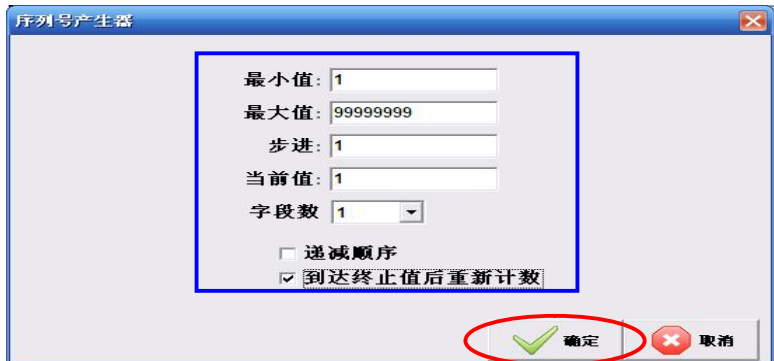 序列号产生器
最小值: 1
最大值: 99999999
步进: 1
当前值: 1
字段数 1
递减顺序
到达终止值后重新计数
确定 取消